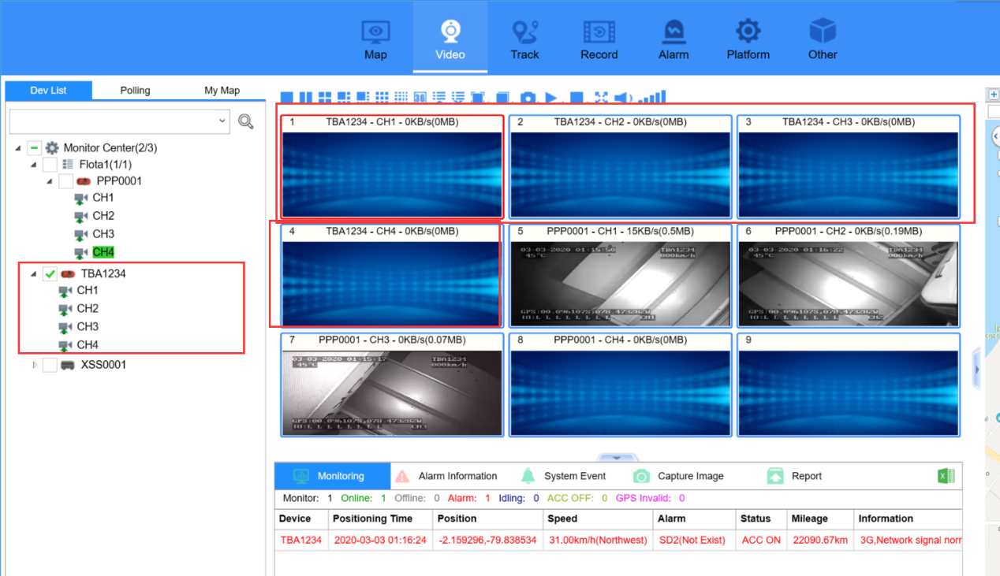 Map Video Track Record Alarm Platform Other
Dev List Polling My Map
Monitor Center(2/3)
Flota1(1/1)
PPP0001
CH1
CH2
CH3
CH4
TBA1234
CH1
CH2
CH3
CH4
XSS0001
36
1 TBA1234 - CH1 - 0KB/s(0MB)
2 TBA1234 - CH2 - 0KB/s(0MB)
3 TBA1234 - CH3 - 0KB/s(0MB)
4 TBA1234 - CH4 - 0KB/s(0MB)
5 PPP0001 - CH1 - 15KB/s(0.5MB)
03-03-2020 01:15:50 TBA1234
45°C 000km/h
GPS:00.096107S,078.473282W
IO:L L L L L L L L CH1
6 PPP0001 - CH2 - 0KB/s(0.19MB)
03-03-2020 01:16:22 TBA1234
45°C 000km/h
GPS:00.096107S,078.473282W
IO:L L L L L L L L CH2
7 PPP0001 - CH3 - 0KB/s(0.07MB)
03-03-2020 01:15:17 TBA1234
45°C 000km/h
GPS:00.096107S,078.473282W
IO:L L L L L L L L CH3
8 PPP0001 - CH4 - 0KB/s(0MB)
9
Monitoring Alarm Information System Event Capture Image Report
Monitor: 1 Online: 1 Offline: 0 Alarm: 1 Idling: 0 ACC OFF: 0 GPS Invalid: 0
Device Positioning Time Position Speed Alarm Status Mileage Information
TBA1234 2020-03-03 01:16:24 -2.159296,-79.838534 31.00km/h(Northwest) SD2(Not Exist) ACC ON 22090.67km 3G,Network signal norr